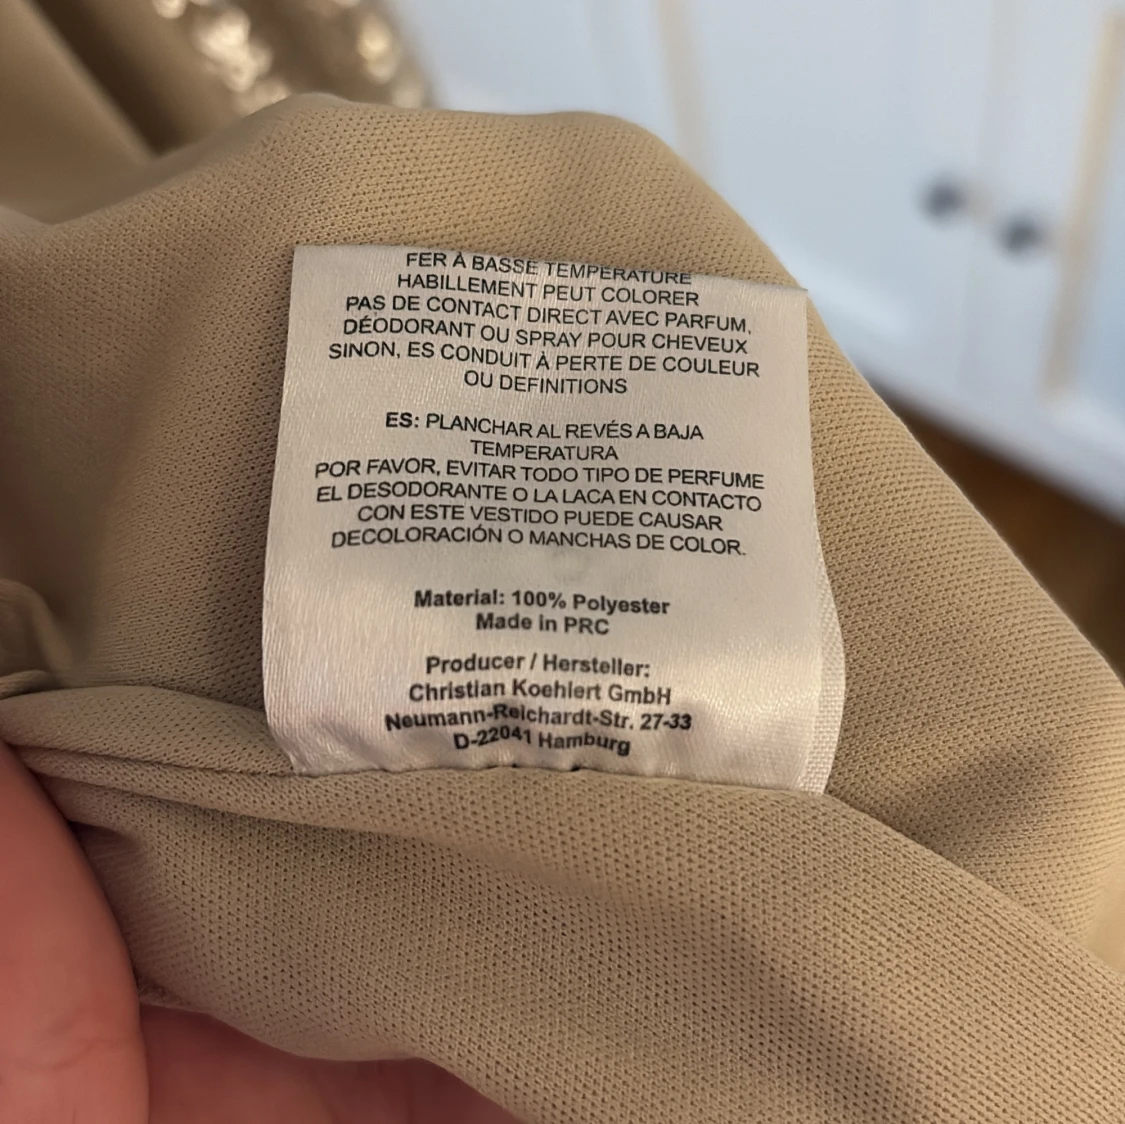 FER À BASSE TEMPERATURE
HABILLEMENT PEUT COLORER
PAS DE CONTACT DIRECT AVEC PARFUM,
DÉODORANT OU SPRAY POUR CHEVEUX
SINON, ES CONDUIT À PERTE DE COULEUR
OU DEFINITIONS
ES: PLANCHAR AL REVÉS A BAJA
TEMPERATURA
POR FAVOR, EVITAR TODO TIPO DE PERFUME
EL DESODORANTE O LA LACA EN CONTACTO
CON ESTE VESTIDO PUEDE CAUSAR
DECOLORACIÓN O MANCHAS DE COLOR.
Material: 100% Polyester
Made in PRC
Producer / Hersteller:
Christian Koehlert GmbH
Neumann-Reichardt-Str. 27-33
D-22041 Hamburg